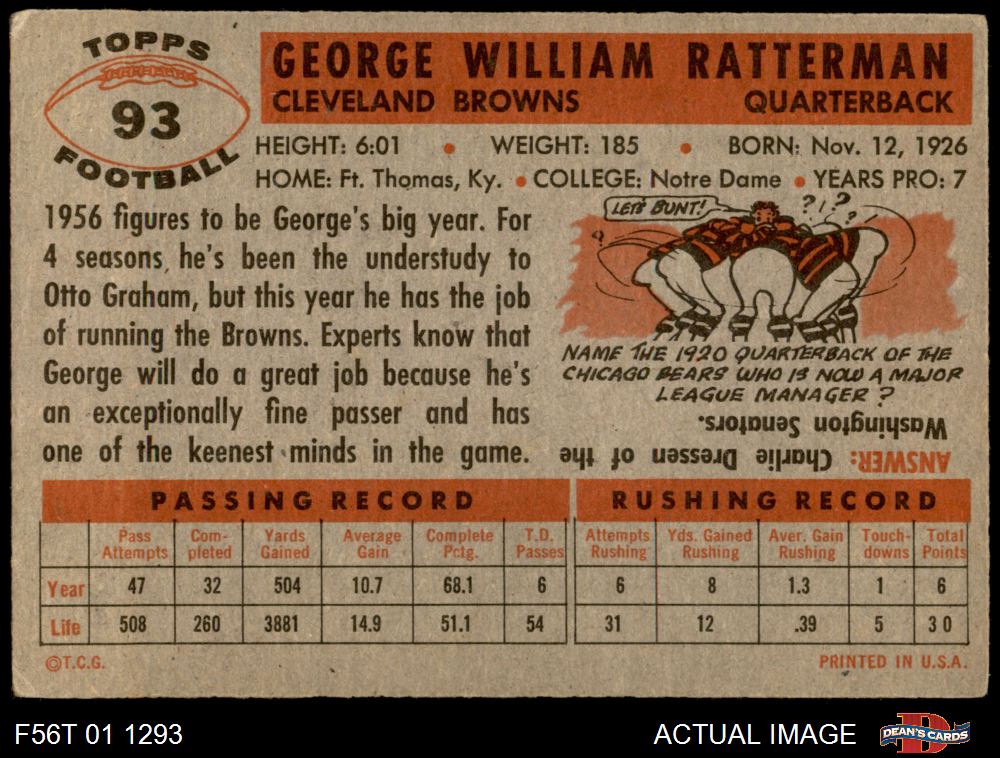 TOPPS
93
FOOTBALL
GEORGE WILLIAM RATTERMAN
CLEVELAND BROWNS QUARTERBACK
HEIGHT: 6:01 • WEIGHT: 185 • BORN: Nov. 12, 1926
HOME: Ft. Thomas, Ky. • COLLEGE: Notre Dame • YEARS PRO: 7
1956 figures to be George's big year. For
4 seasons he's been the understudy to
Otto Graham, but this year he has the job
of running the Browns. Experts know that
George will do a great job because he's
an exceptionally fine passer and has
one of the keenest minds in the game.
LET'S BUNT!
? ! ?
?
?
NAME THE 1920 QUARTERBACK OF THE
CHICAGO BEARS WHO IS NOW A MAJOR
LEAGUE MANAGER?
ANSWER: Charlie Dressen of the
Washington Senators.
PASSING RECORD RUSHING RECORD
Pass Attempts Com- pleted Yards Gained Average Gain Complete Pctg. T.D. Passes Attempts Rushing Yds. Gained Rushing Aver. Gain Rushing Touch- downs Total Points
Year 47 32 504 10.7 68.1 6 6 8 1.3 1 6
Life 508 260 3881 14.9 51.1 54 31 12 .39 5 30
©T.C.G. PRINTED IN U.S.A.
F56T 01 1293 ACTUAL IMAGE D DEAN'S CARDS